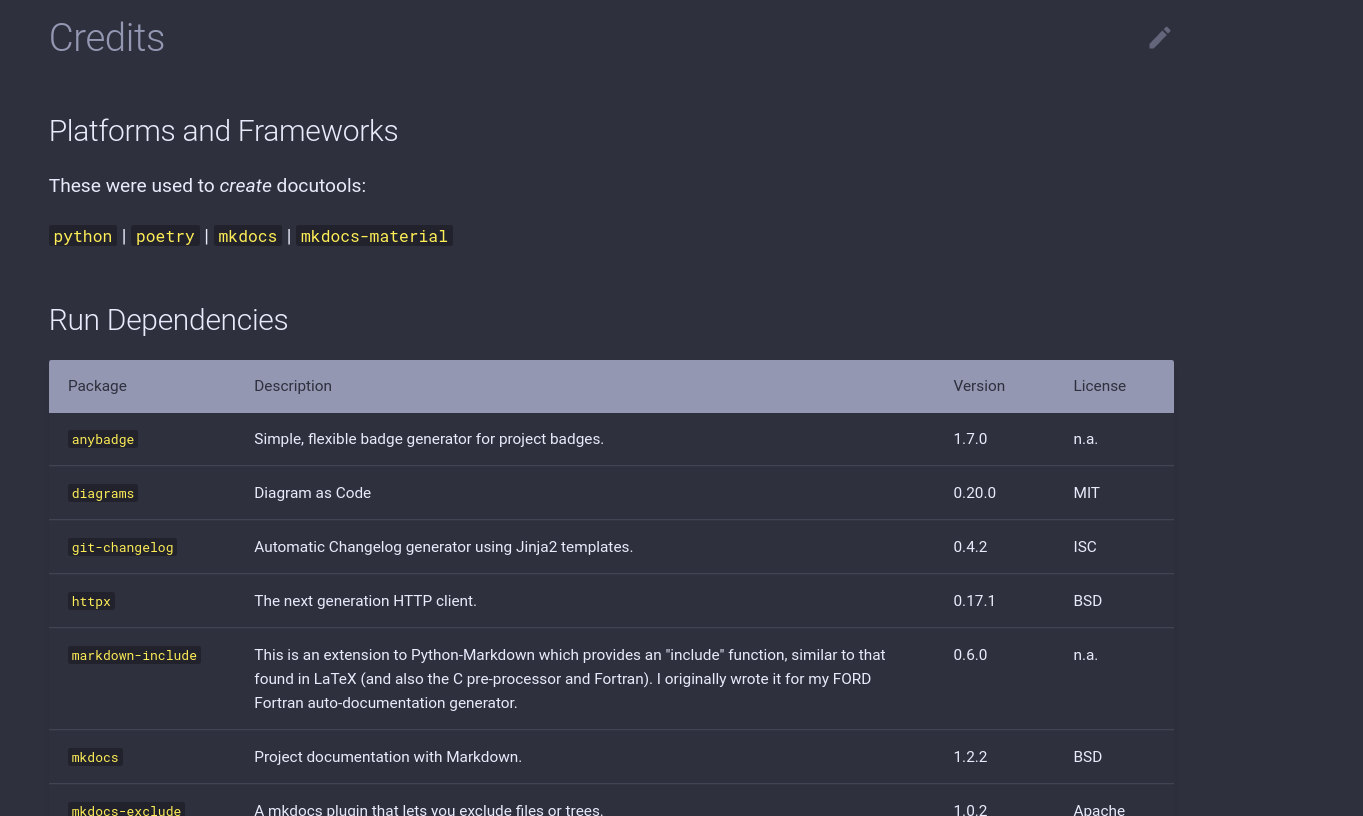 Credits
Platforms and Frameworks
These were used to create docutools:
python | poetry | mkdocs | mkdocs-material
Run Dependencies
Package Description Version License
anybadge Simple, flexible badge generator for project badges. 1.7.0 n.a.
diagrams Diagram as Code 0.20.0 MIT
git-changelog Automatic Changelog generator using Jinja2 templates. 0.4.2 ISC
httpx The next generation HTTP client. 0.17.1 BSD
markdown-include This is an extension to Python-Markdown which provides an "include" function, similar to that 0.6.0 n.a.
found in LaTeX (and also the C pre-processor and Fortran). I originally wrote it for my FORD
Fortran auto-documentation generator.
mkdocs Project documentation with Markdown. 1.2.2 BSD
mkdocs-exclude A mkdocs plugin that lets you exclude files or trees. 1.0.2 Apache